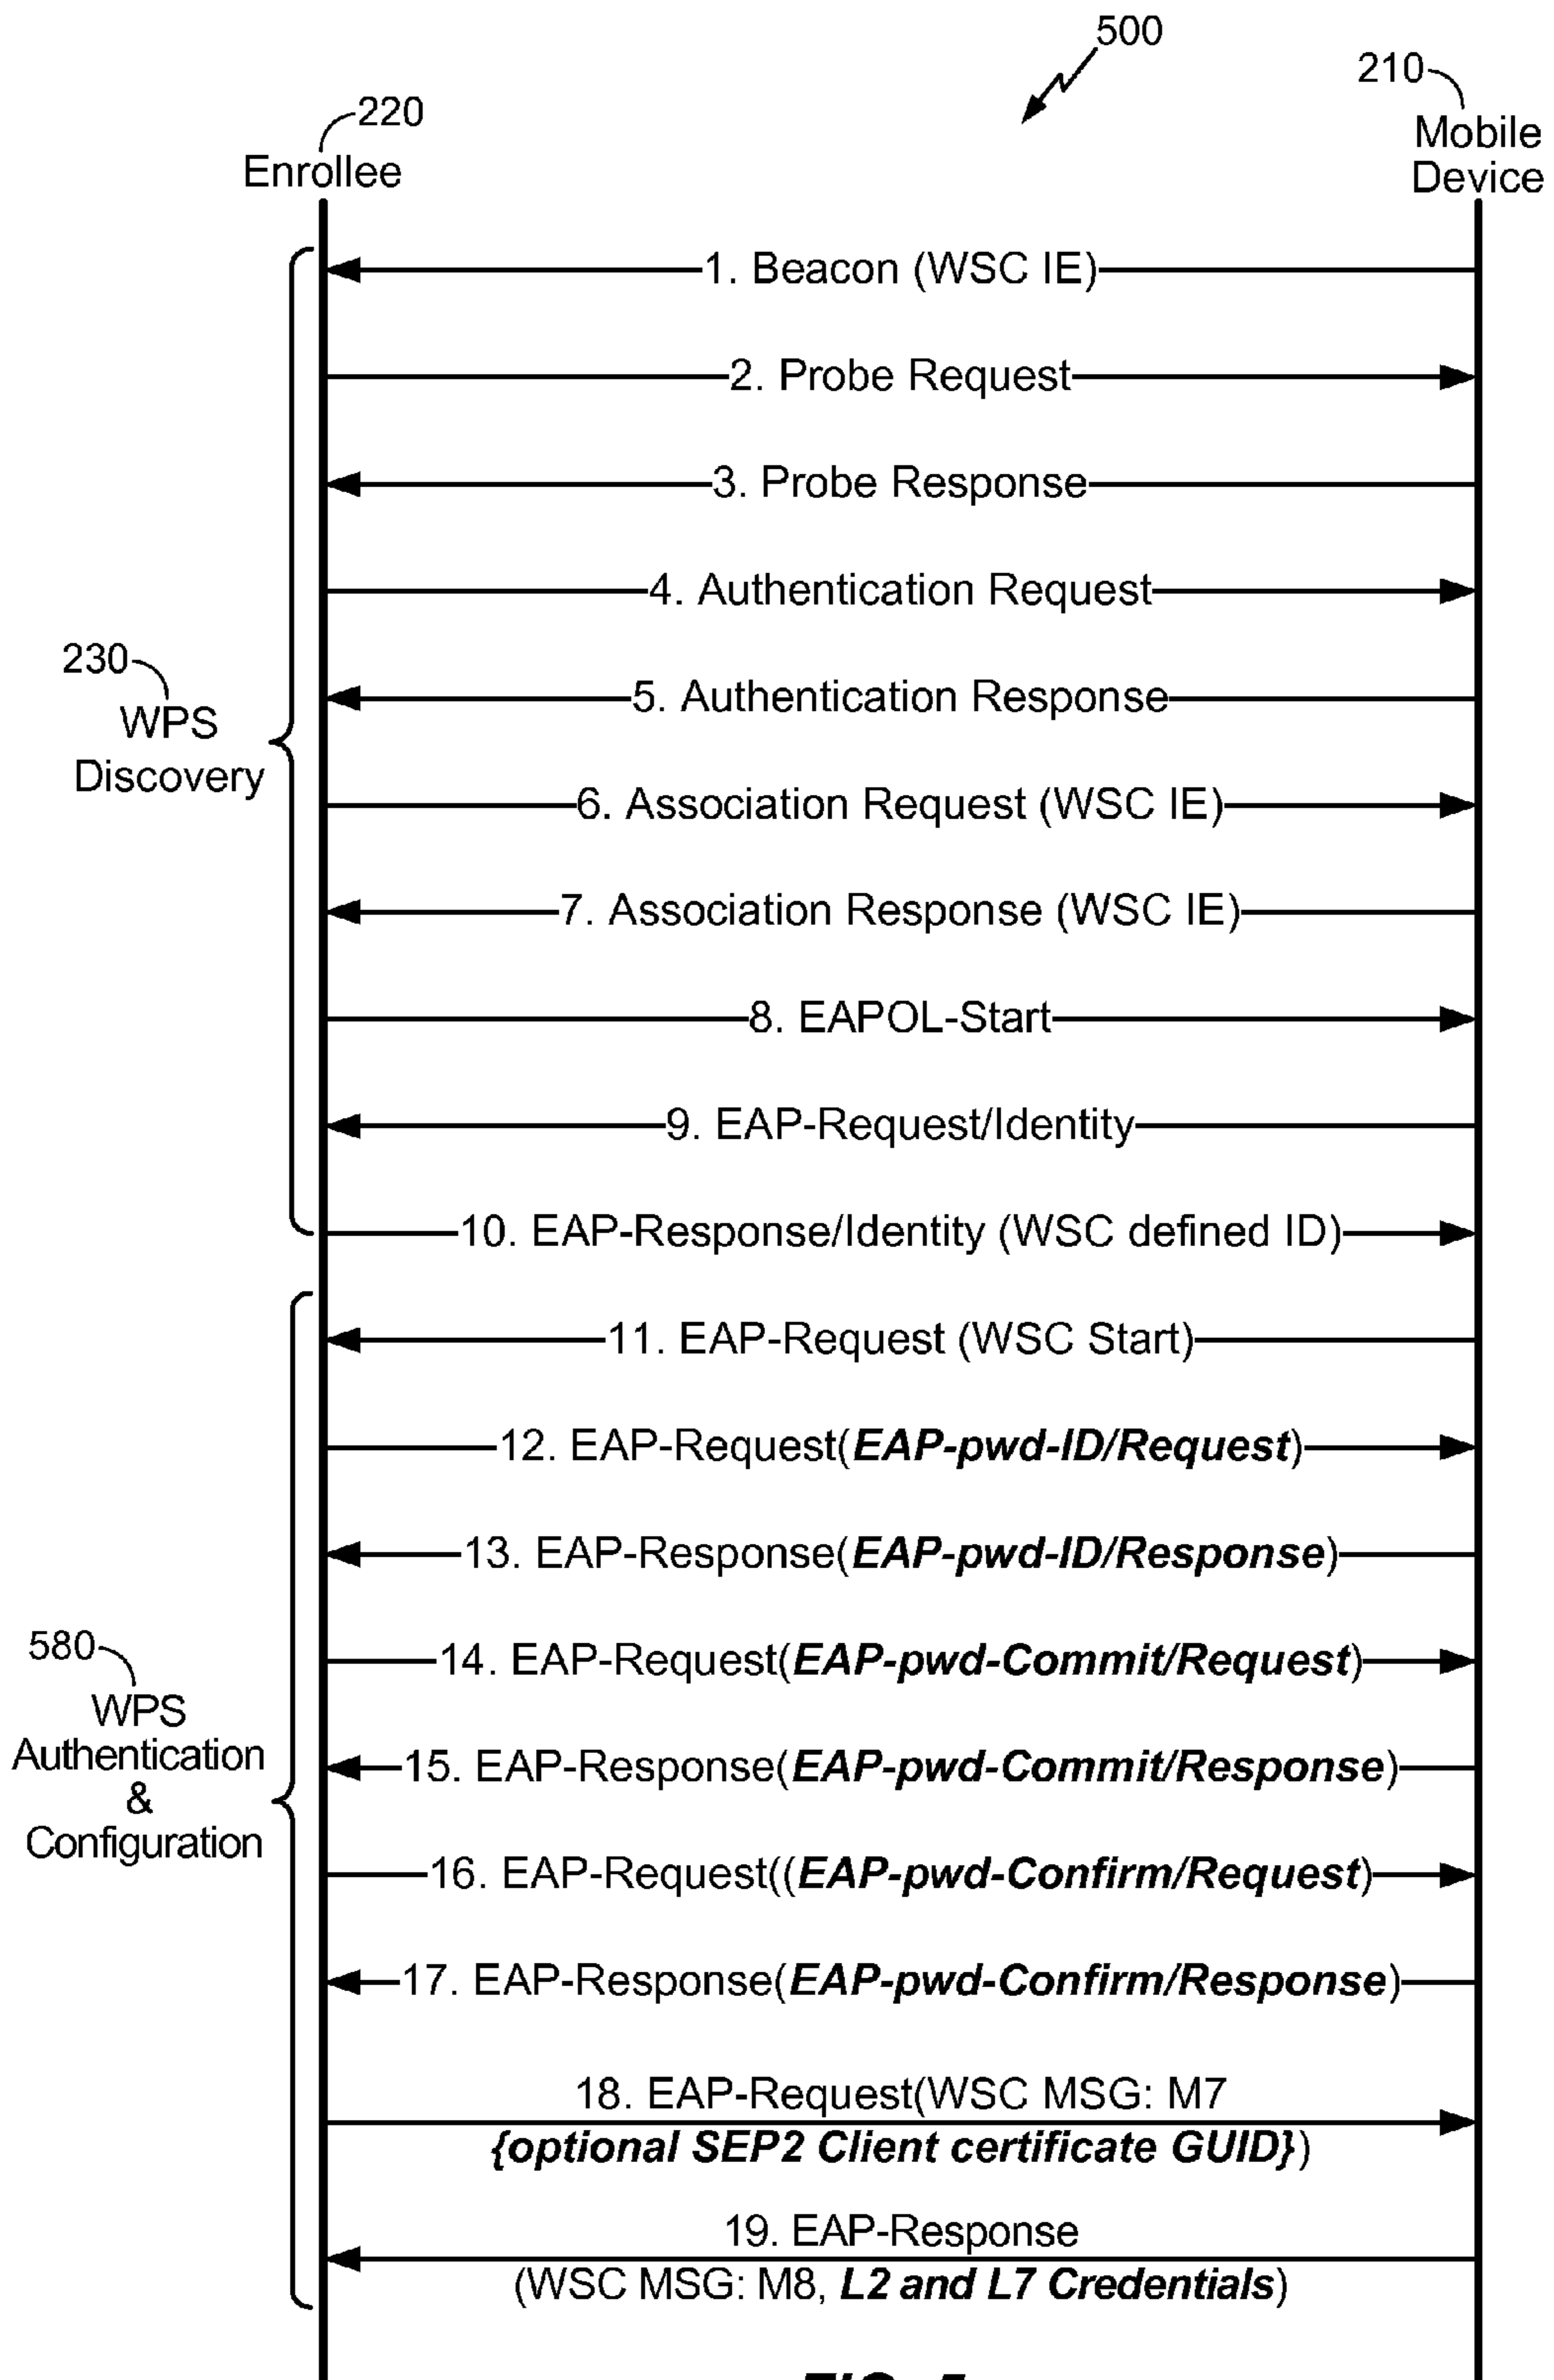 500
210
Mobile
Device
220
Enrollee
1. Beacon (WSC IE)
2. Probe Request
3. Probe Response
4. Authentication Request
5. Authentication Response
230
WPS
Discovery
6. Association Request (WSC IE)
7. Association Response (WSC IE)
8. EAPOL-Start
9. EAP-Request/Identity
10. EAP-Response/Identity (WSC defined ID)
11. EAP-Request (WSC Start)
12. EAP-Request(EAP-pwd-ID/Request)
13. EAP-Response(EAP-pwd-ID/Response)
14. EAP-Request(EAP-pwd-Commit/Request)
580
WPS
Authentication
&
Configuration
15. EAP-Response(EAP-pwd-Commit/Response)
16. EAP-Request((EAP-pwd-Confirm/Request)
17. EAP-Response(EAP-pwd-Confirm/Response)
18. EAP-Request(WSC MSG: M7
{optional SEP2 Client certificate GUID})
19. EAP-Response
(WSC MSG: M8, L2 and L7 Credentials)